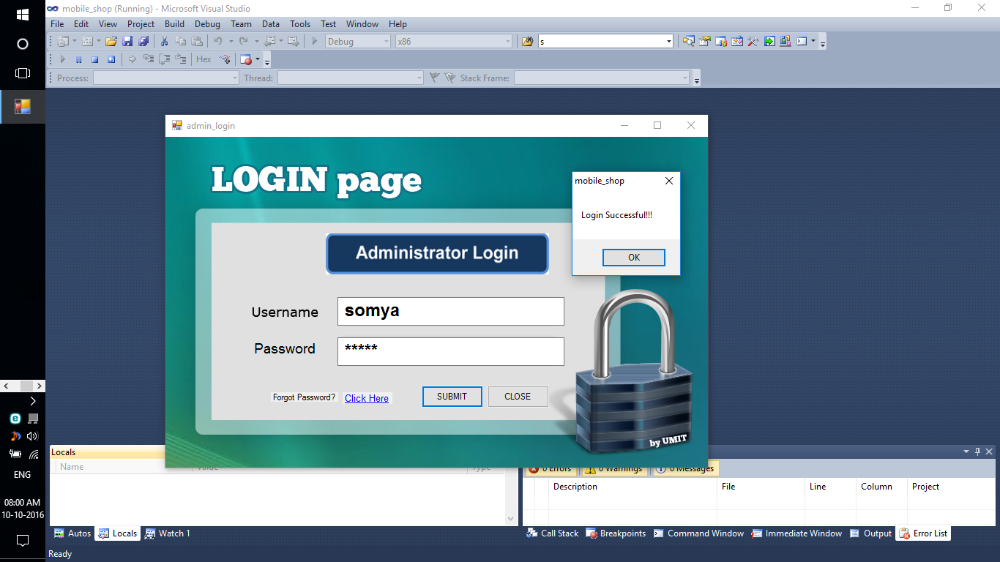 mobile_shop (Running) - Microsoft Visual Studio
File Edit View Project Build Debug Team Data Tools Test Window Help
Debug x86 s
Hex
Process: Thread: Stack Frame:
admin_login
LOGIN page
mobile_shop
Login Successful!!!
OK
Administrator Login
Username somya
Password *****
Forgot Password? Click Here SUBMIT CLOSE
by UMIT
Locals
Name Value Type
0 Errors 0 Warnings 0 Messages
Description File Line Column Project
Autos Locals Watch 1
Call Stack Breakpoints Command Window Immediate Window Output Error List
Ready
ENG
08:00 AM
10-10-2016